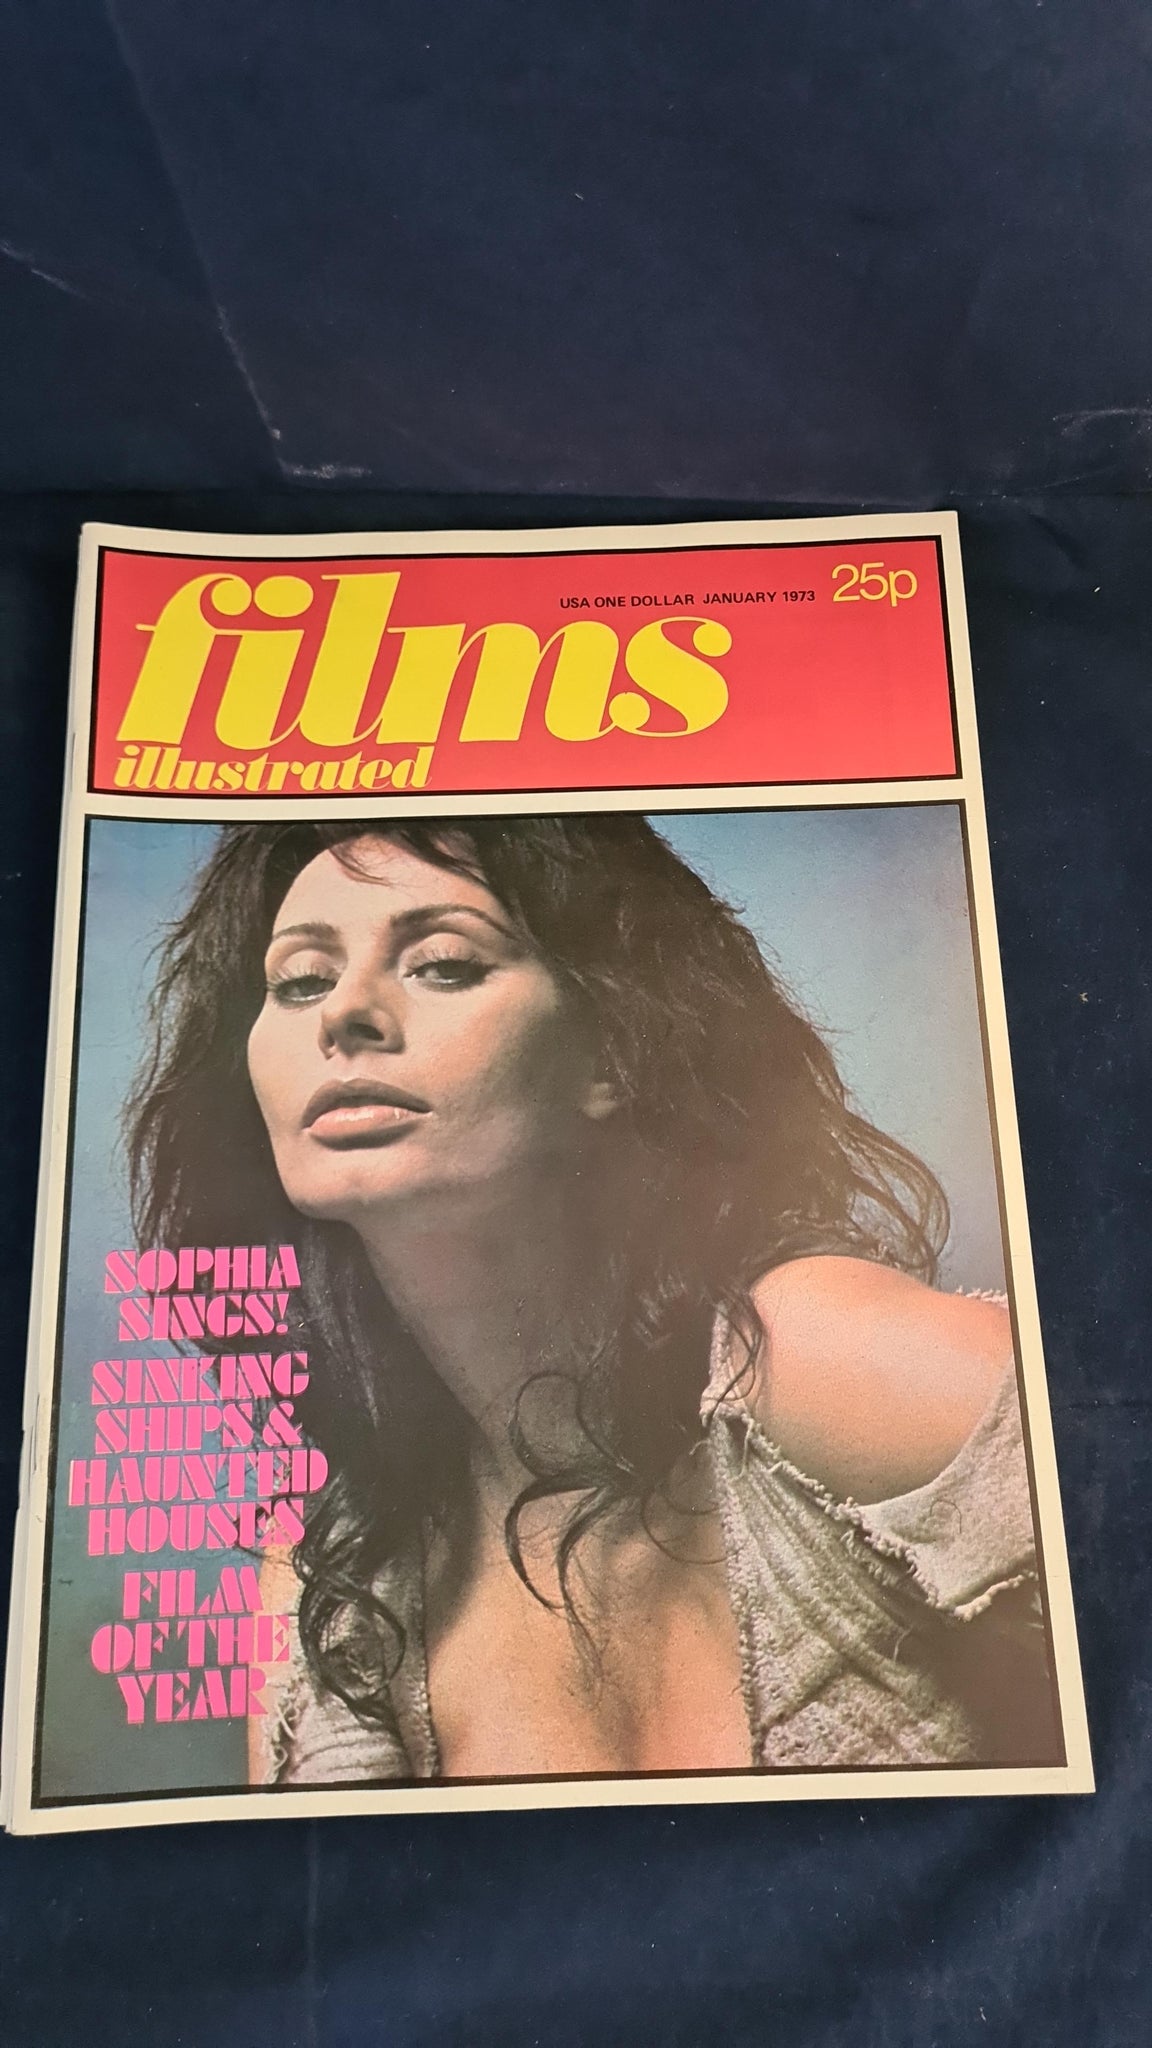 USA ONE DOLLAR JANUARY 1973 25p
films
illustrated
SOPHIA
SINGS!
SINKING
SHIPS &
HAUNTED
HOUSES
FILM
OF THE
YEAR